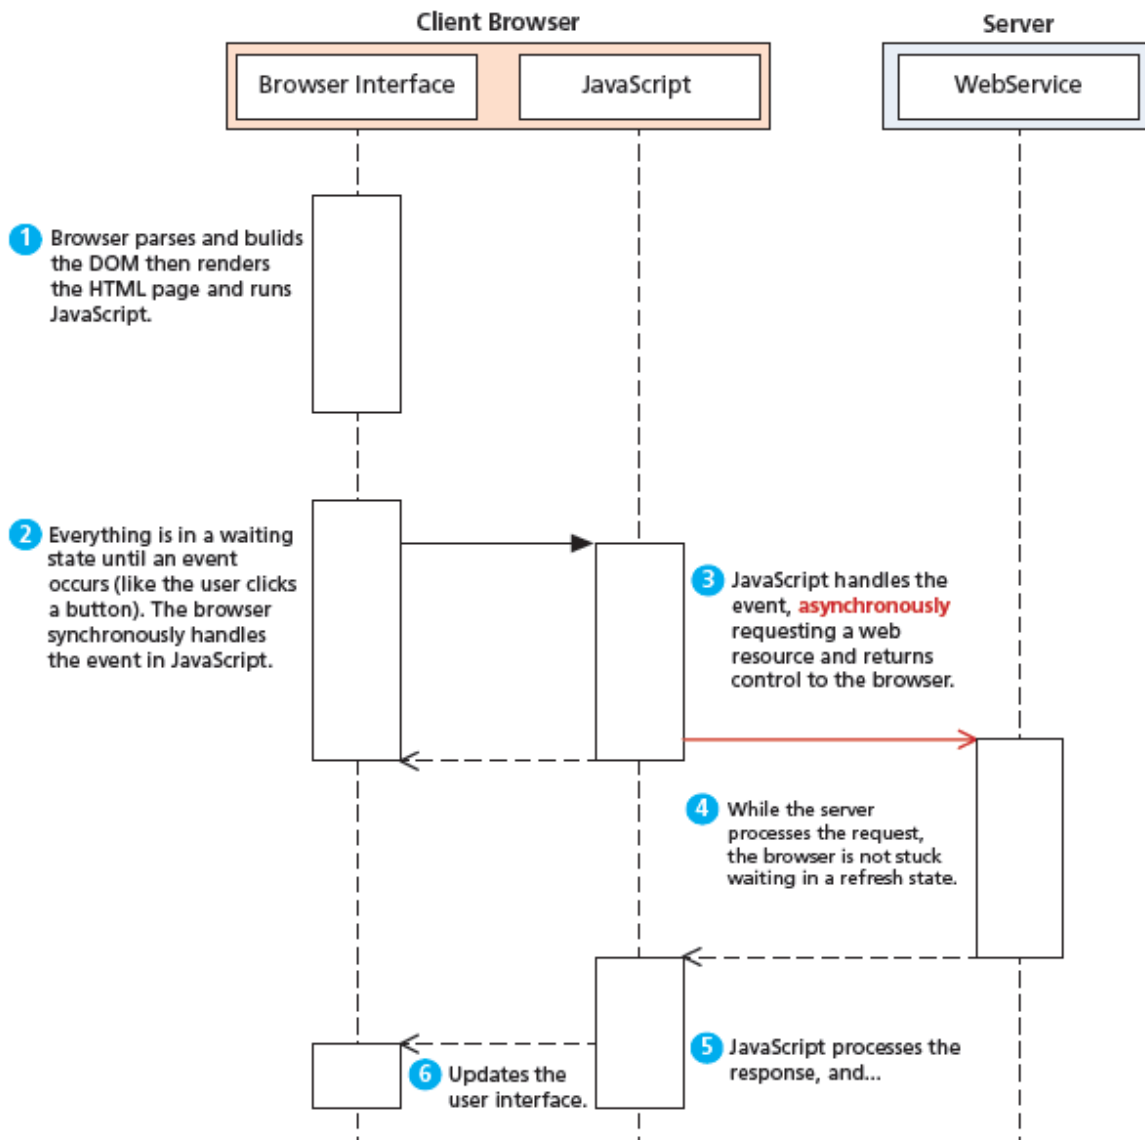 Client Browser
Server
Browser Interface
JavaScript
WebService
1
Browser parses and bulids
the DOM then renders
the HTML page and runs
JavaScript.
2
Everything is in a waiting
state until an event
occurs (like the user clicks
a button). The browser
synchronously handles
the event in JavaScript.
3
JavaScript handles the
event, asynchronously
requesting a web
resource and returns
control to the browser.
4
While the server
processes the request,
the browser is not stuck
waiting in a refresh state.
5
JavaScript processes the
response, and...
6
Updates the
user interface.